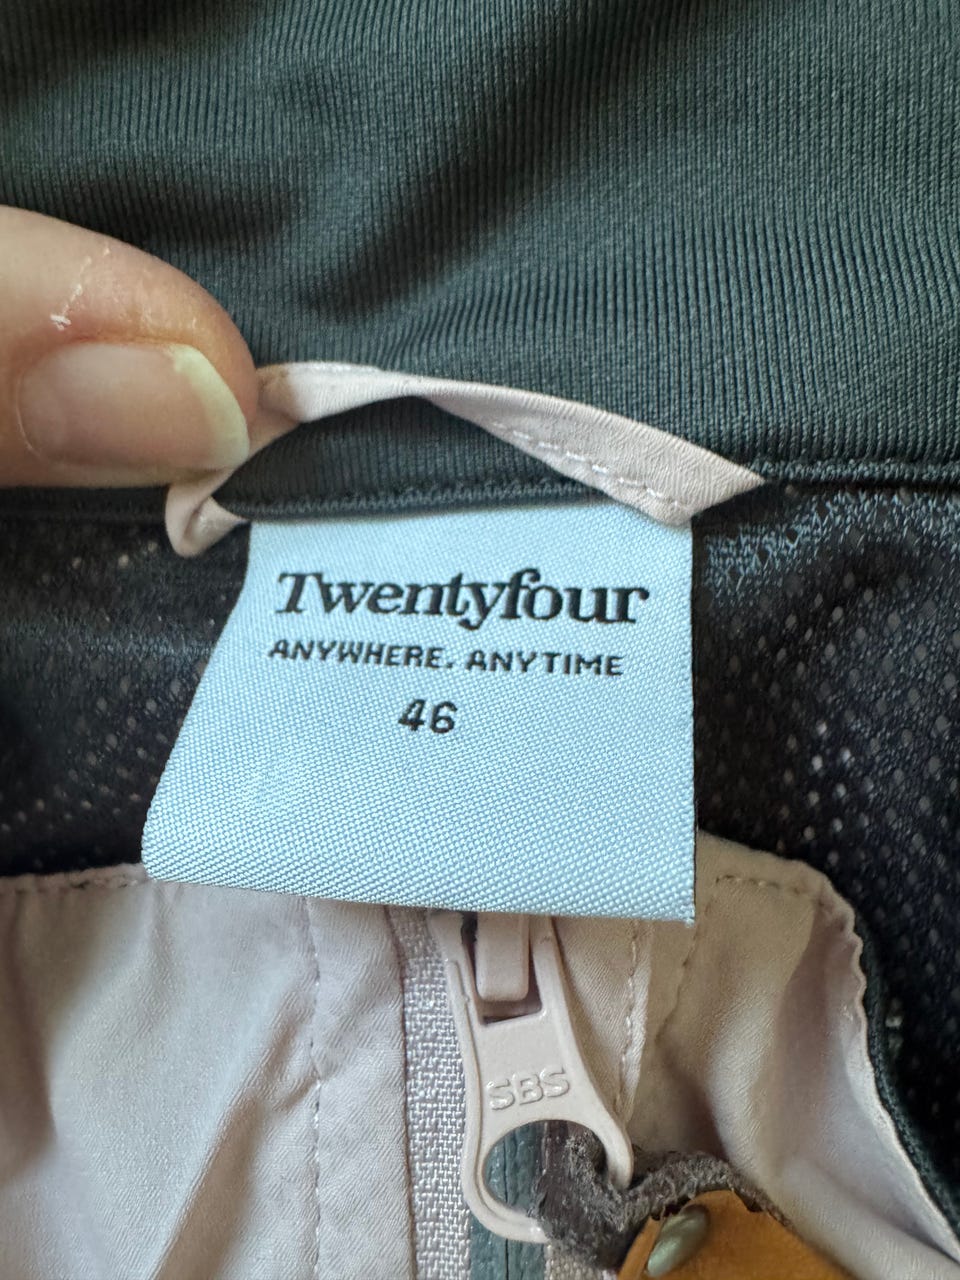 Twentyfour
ANYWHERE. ANYTIME
46
SBS